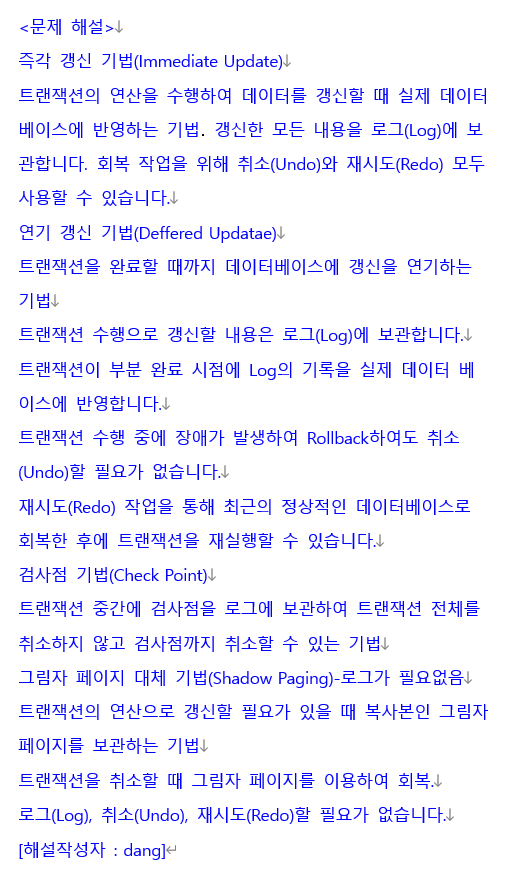 <문제 해설>↓
즉각 갱신 기법(Immediate Update)↓
트랜잭션의 연산을 수행하여 데이터를 갱신할 때 실제 데이터
베이스에 반영하는 기법. 갱신한 모든 내용을 로그(Log)에 보
관합니다. 회복 작업을 위해 취소(Undo)와 재시도(Redo) 모두
사용할 수 있습니다.↓
연기 갱신 기법(Deffered Updatae)↓
트랜잭션을 완료할 때까지 데이터베이스에 갱신을 연기하는
기법↓
트랜잭션 수행으로 갱신할 내용은 로그(Log)에 보관합니다.↓
트랜잭션이 부분 완료 시점에 Log의 기록을 실제 데이터 베
이스에 반영합니다.↓
트랜잭션 수행 중에 장애가 발생하여 Rollback하여도 취소
(Undo)할 필요가 없습니다.↓
재시도(Redo) 작업을 통해 최근의 정상적인 데이터베이스로
회복한 후에 트랜잭션을 재실행할 수 있습니다.↓
검사점 기법(Check Point)↓
트랜잭션 중간에 검사점을 로그에 보관하여 트랜잭션 전체를
취소하지 않고 검사점까지 취소할 수 있는 기법↓
그림자 페이지 대체 기법(Shadow Paging)-로그가 필요없음↓
트랜잭션의 연산으로 갱신할 필요가 있을 때 복사본인 그림자
페이지를 보관하는 기법↓
트랜잭션을 취소할 때 그림자 페이지를 이용하여 회복.↓
로그(Log), 취소(Undo), 재시도(Redo)할 필요가 없습니다.↓
[해설작성자 : dang]↵